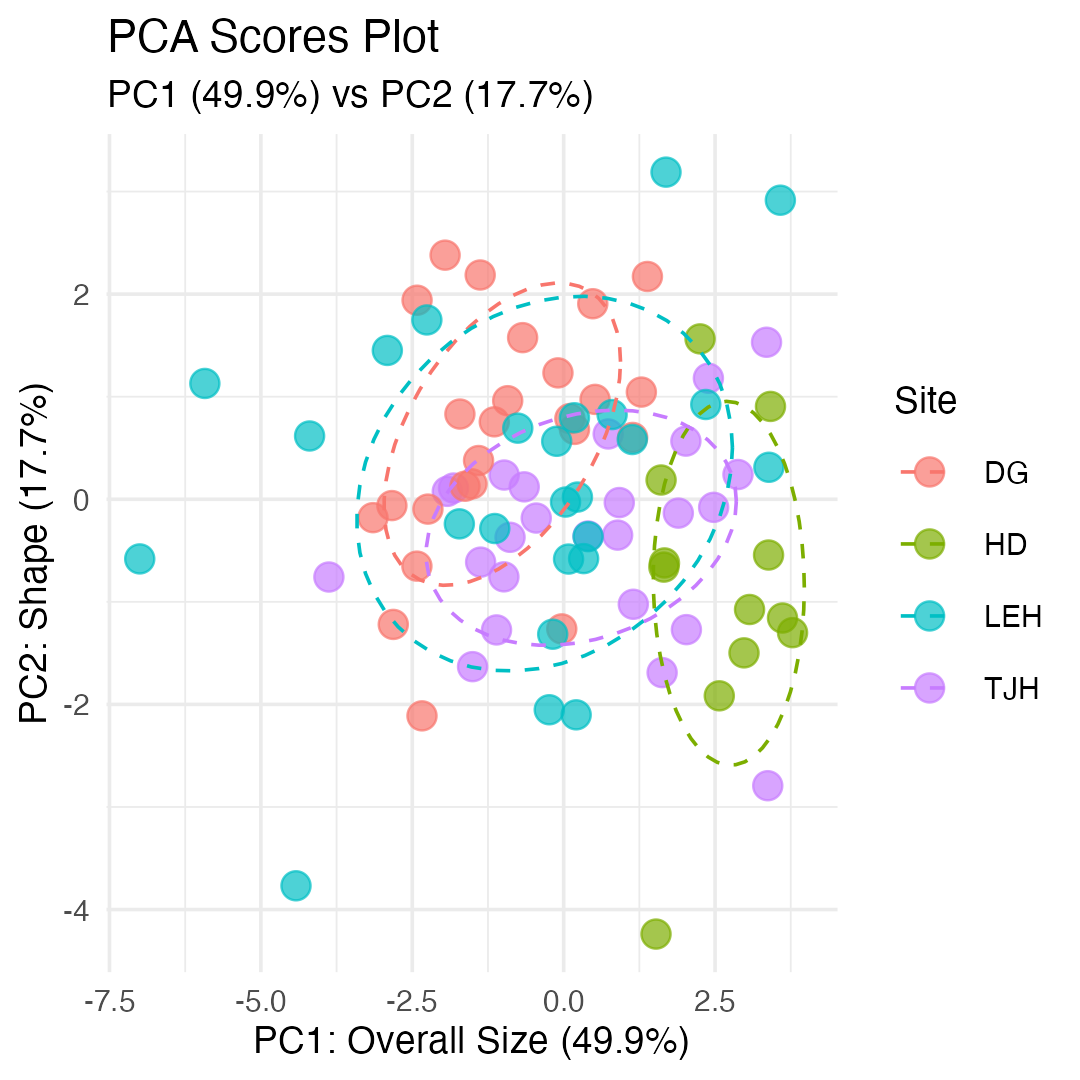 PCA Scores Plot
PC1 (49.9%) vs PC2 (17.7%)
PC2: Shape (17.7%)
2
0
-2
-4
-7.5
-5.0
-2.5
0.0
2.5
PC1: Overall Size (49.9%)
Site
DG
HD
LEH
TJH